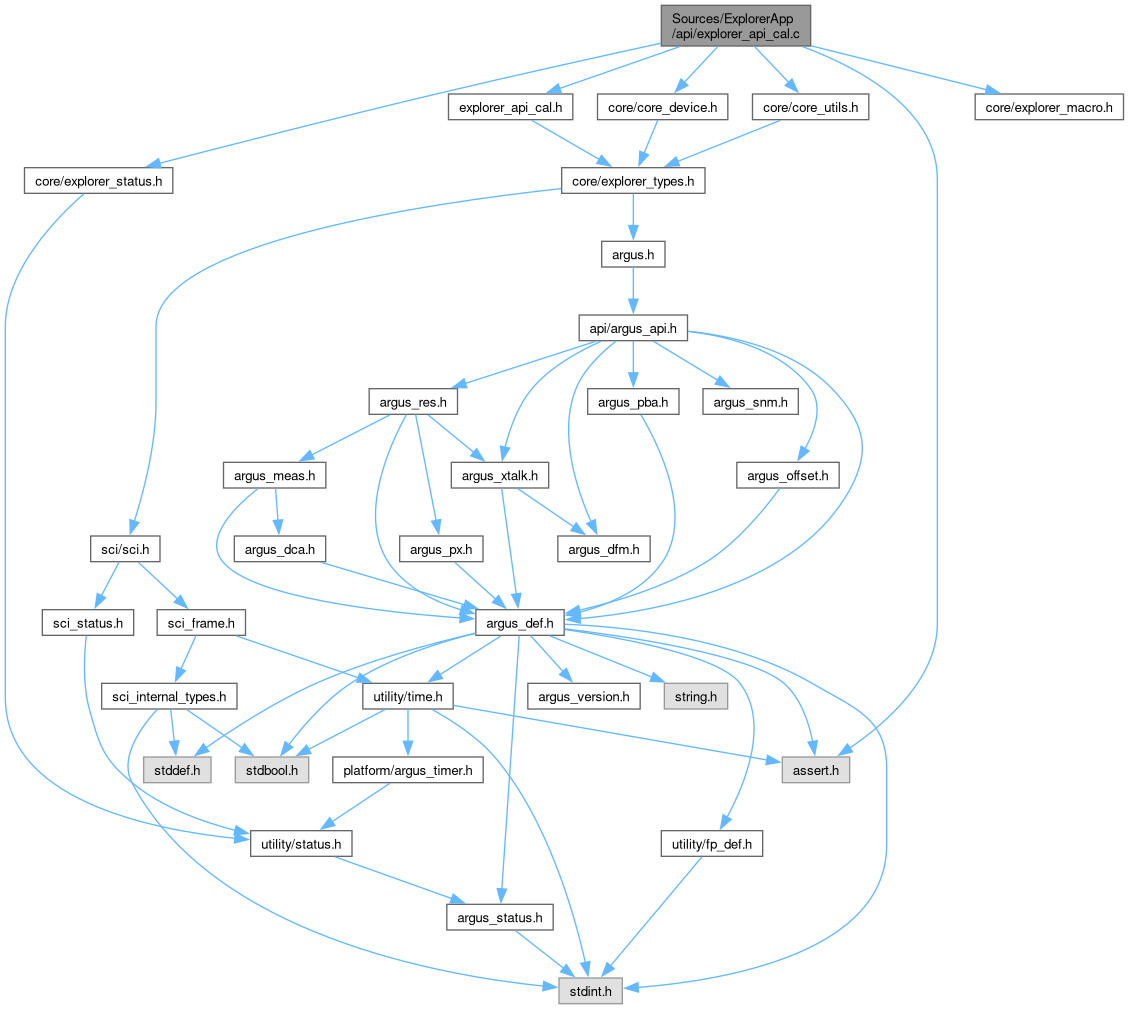 Sources/ExplorerApp
/api/explorer_api_cal.c
explorer_api_cal.h
core/core_device.h
core/core_utils.h
core/explorer_macro.h
core/explorer_status.h
core/explorer_types.h
argus.h
api/argus_api.h
argus_res.h
argus_pba.h
argus_snm.h
argus_meas.h
argus_xtalk.h
argus_offset.h
sci/sci.h
argus_dca.h
argus_px.h
argus_dfm.h
sci_status.h
sci_frame.h
argus_def.h
sci_internal_types.h
utility/time.h
argus_version.h
string.h
stddef.h
stdbool.h
platform/argus_timer.h
assert.h
utility/status.h
utility/fp_def.h
argus_status.h
stdint.h